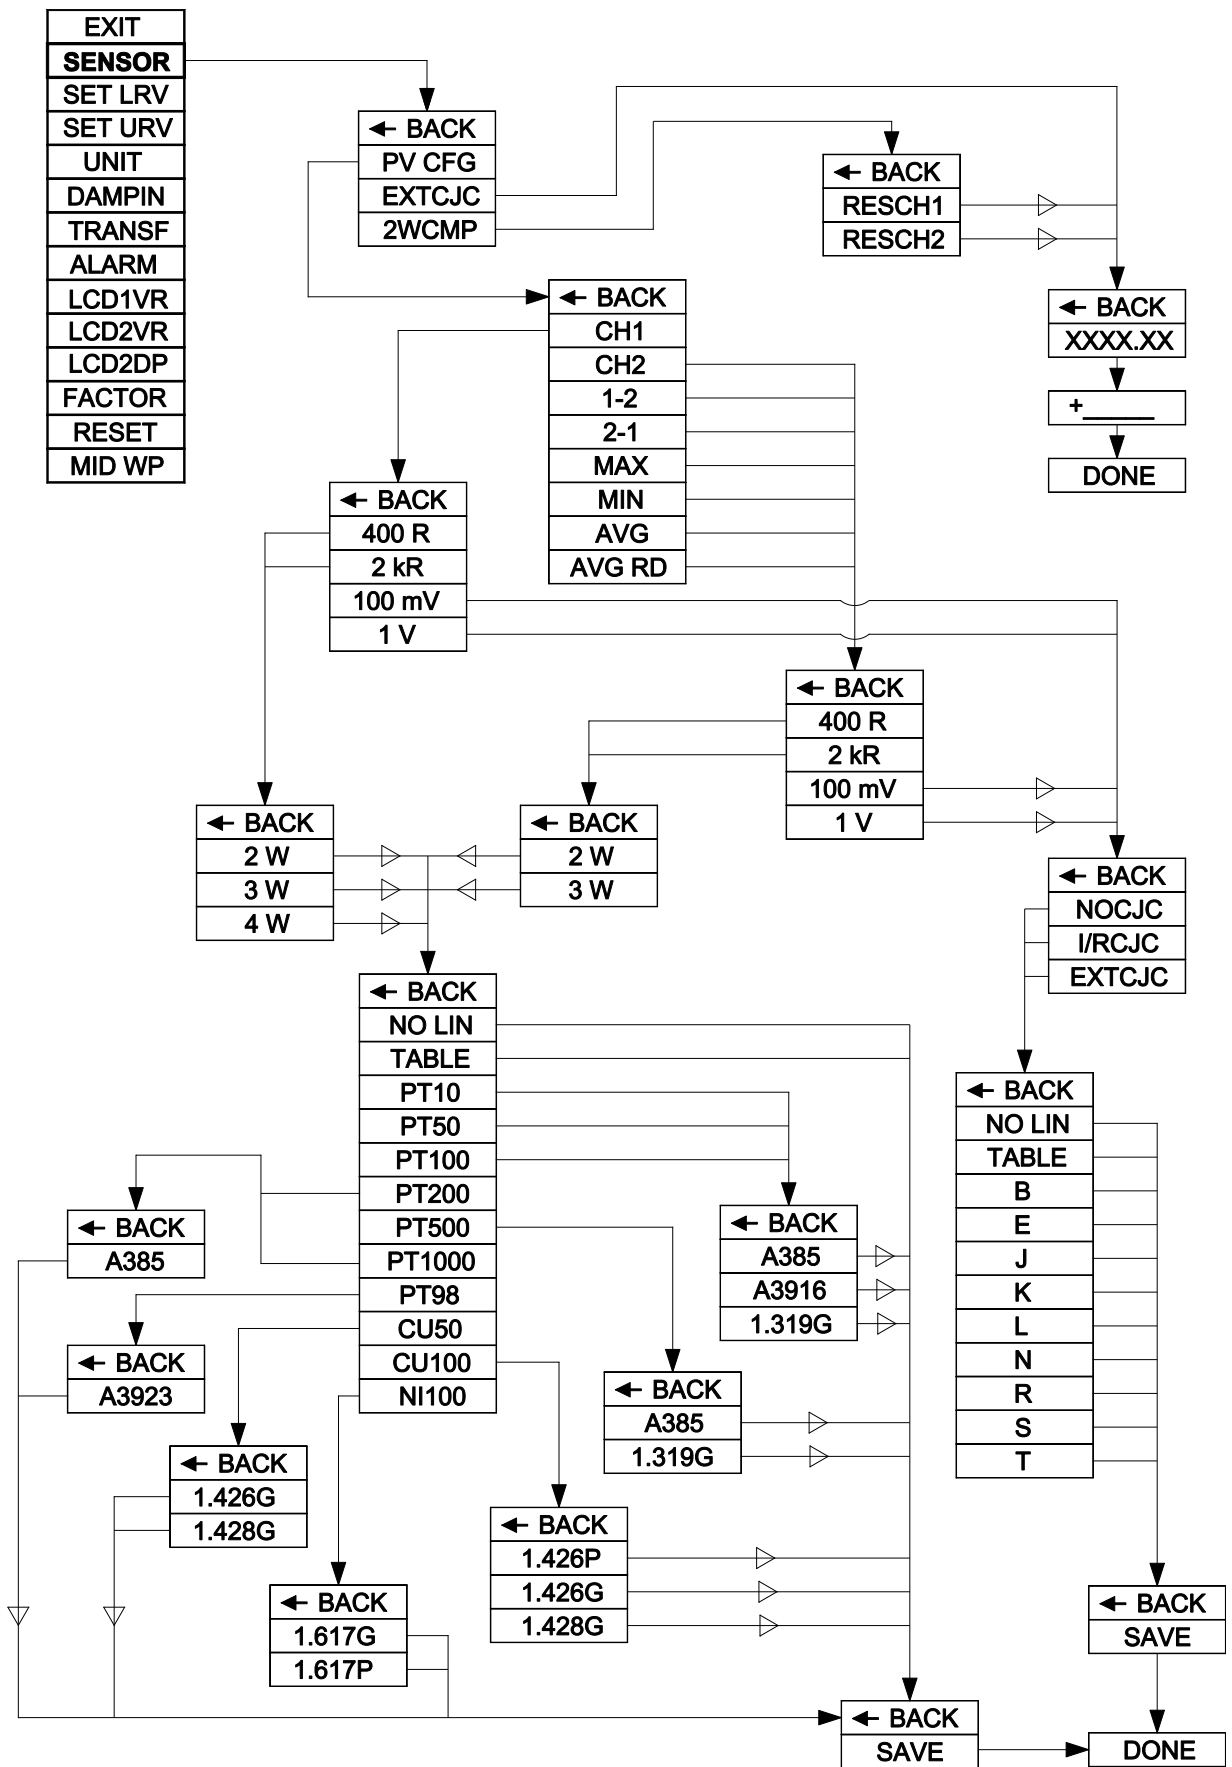 EXIT
SENSOR
SET LRV
SET URV
UNIT
DAMPIN
TRANSF
ALARM
LCD1VR
LCD2VR
LCD2DP
FACTOR
RESET
MID WP
← BACK
PV CFG
EXTCJC
2WCMP
← BACK
RESCH1
RESCH2
← BACK
XXXX.XX
+_____
DONE
← BACK
CH1
CH2
1-2
2-1
MAX
MIN
AVG
AVG RD
← BACK
400 R
2 kR
100 mV
1 V
← BACK
400 R
2 kR
100 mV
1 V
← BACK
2 W
3 W
4 W
← BACK
2 W
3 W
← BACK
NOCJC
I/RCJC
EXTCJC
← BACK
NO LIN
TABLE
PT10
PT50
PT100
PT200
PT500
PT1000
PT98
CU50
CU100
NI100
← BACK
NO LIN
TABLE
B
E
J
K
L
N
R
S
T
← BACK
A385
← BACK
A3923
← BACK
A385
A3916
1.319G
← BACK
A385
1.319G
← BACK
1.426G
1.428G
← BACK
1.426P
1.426G
1.428G
← BACK
1.617G
1.617P
← BACK
SAVE
← BACK
SAVE
DONE